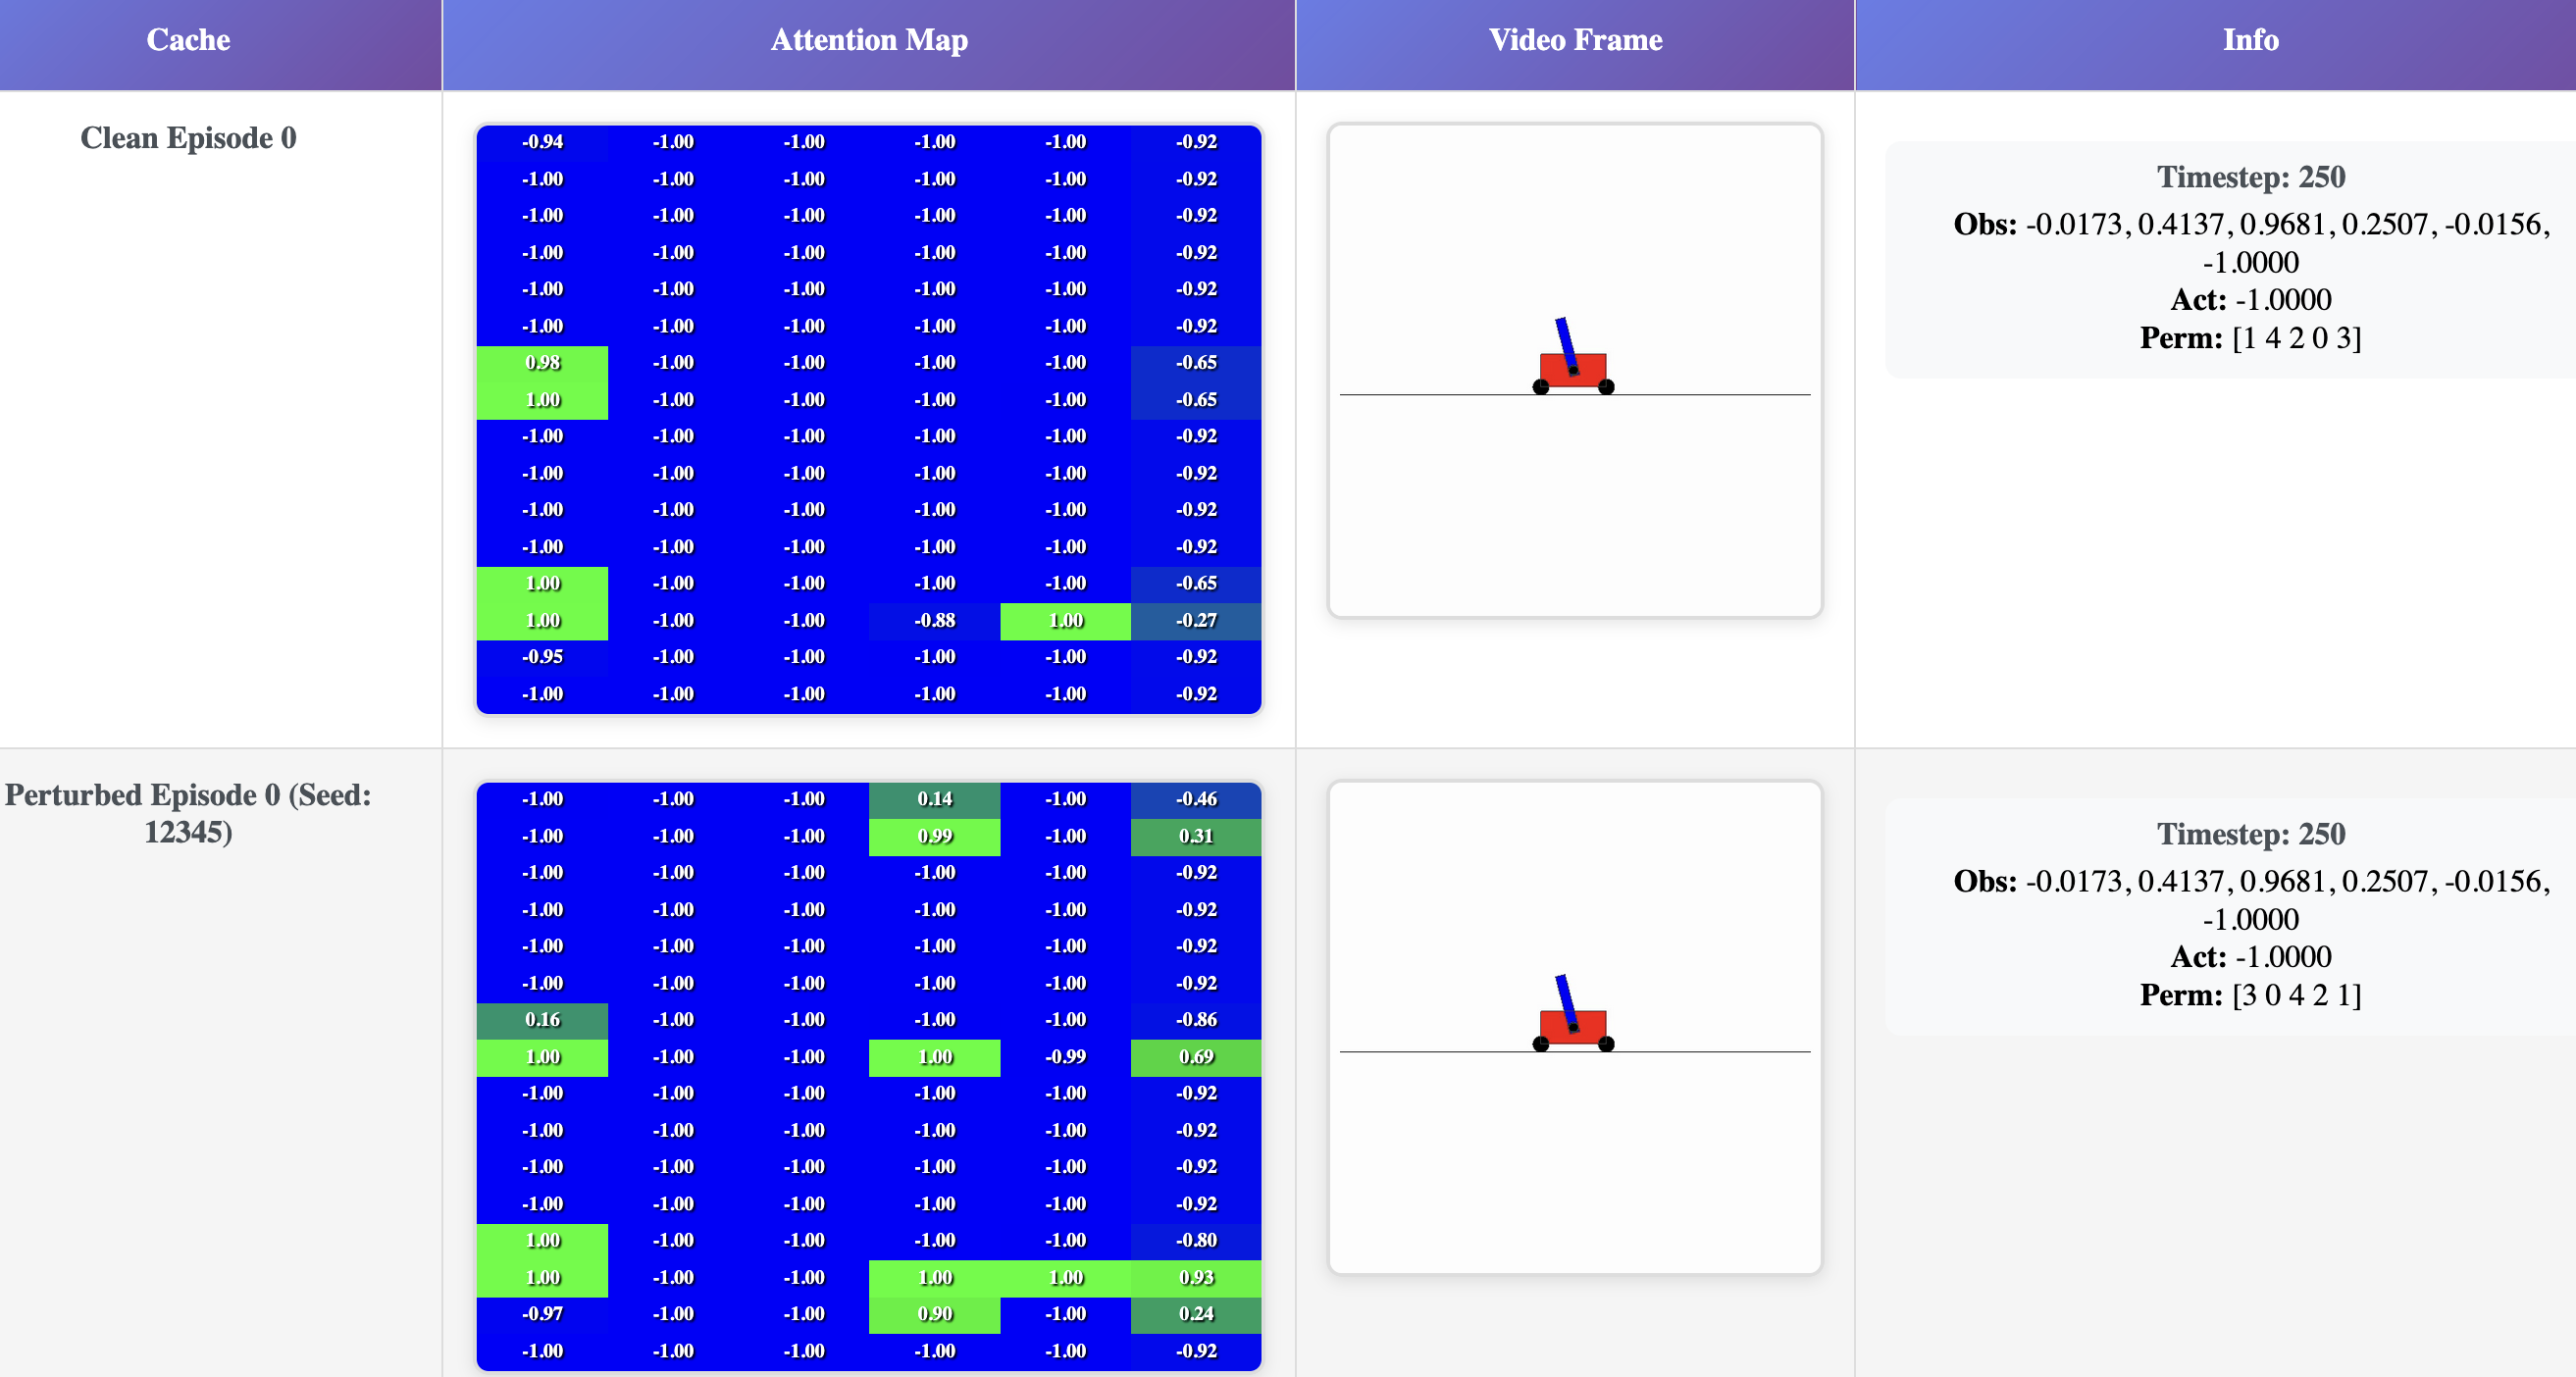 Cache Attention Map Video Frame Info
Clean Episode 0
-0.94 -1.00 -1.00 -1.00 -1.00 -0.92
-1.00 -1.00 -1.00 -1.00 -1.00 -0.92
-1.00 -1.00 -1.00 -1.00 -1.00 -0.92
-1.00 -1.00 -1.00 -1.00 -1.00 -0.92
-1.00 -1.00 -1.00 -1.00 -1.00 -0.92
-1.00 -1.00 -1.00 -1.00 -1.00 -0.92
0.98 -1.00 -1.00 -1.00 -1.00 -0.65
1.00 -1.00 -1.00 -1.00 -1.00 -0.65
-1.00 -1.00 -1.00 -1.00 -1.00 -0.92
-1.00 -1.00 -1.00 -1.00 -1.00 -0.92
-1.00 -1.00 -1.00 -1.00 -1.00 -0.92
-1.00 -1.00 -1.00 -1.00 -1.00 -0.92
1.00 -1.00 -1.00 -1.00 -1.00 -0.65
1.00 -1.00 -1.00 -0.88 1.00 -0.27
-0.95 -1.00 -1.00 -1.00 -1.00 -0.92
-1.00 -1.00 -1.00 -1.00 -1.00 -0.92
Timestep: 250
Obs: -0.0173, 0.4137, 0.9681, 0.2507, -0.0156,
-1.0000
Act: -1.0000
Perm: [1 4 2 0 3]
Perturbed Episode 0 (Seed:
12345)
-1.00 -1.00 -1.00 0.14 -1.00 -0.46
-1.00 -1.00 -1.00 0.99 -1.00 0.31
-1.00 -1.00 -1.00 -1.00 -1.00 -0.92
-1.00 -1.00 -1.00 -1.00 -1.00 -0.92
-1.00 -1.00 -1.00 -1.00 -1.00 -0.92
-1.00 -1.00 -1.00 -1.00 -1.00 -0.92
0.16 -1.00 -1.00 -1.00 -1.00 -0.86
1.00 -1.00 -1.00 1.00 -0.99 0.69
-1.00 -1.00 -1.00 -1.00 -1.00 -0.92
-1.00 -1.00 -1.00 -1.00 -1.00 -0.92
-1.00 -1.00 -1.00 -1.00 -1.00 -0.92
-1.00 -1.00 -1.00 -1.00 -1.00 -0.92
1.00 -1.00 -1.00 -1.00 -1.00 -0.80
1.00 -1.00 -1.00 1.00 1.00 0.93
-0.97 -1.00 -1.00 0.90 -1.00 0.24
-1.00 -1.00 -1.00 -1.00 -1.00 -0.92
Timestep: 250
Obs: -0.0173, 0.4137, 0.9681, 0.2507, -0.0156,
-1.0000
Act: -1.0000
Perm: [3 0 4 2 1]